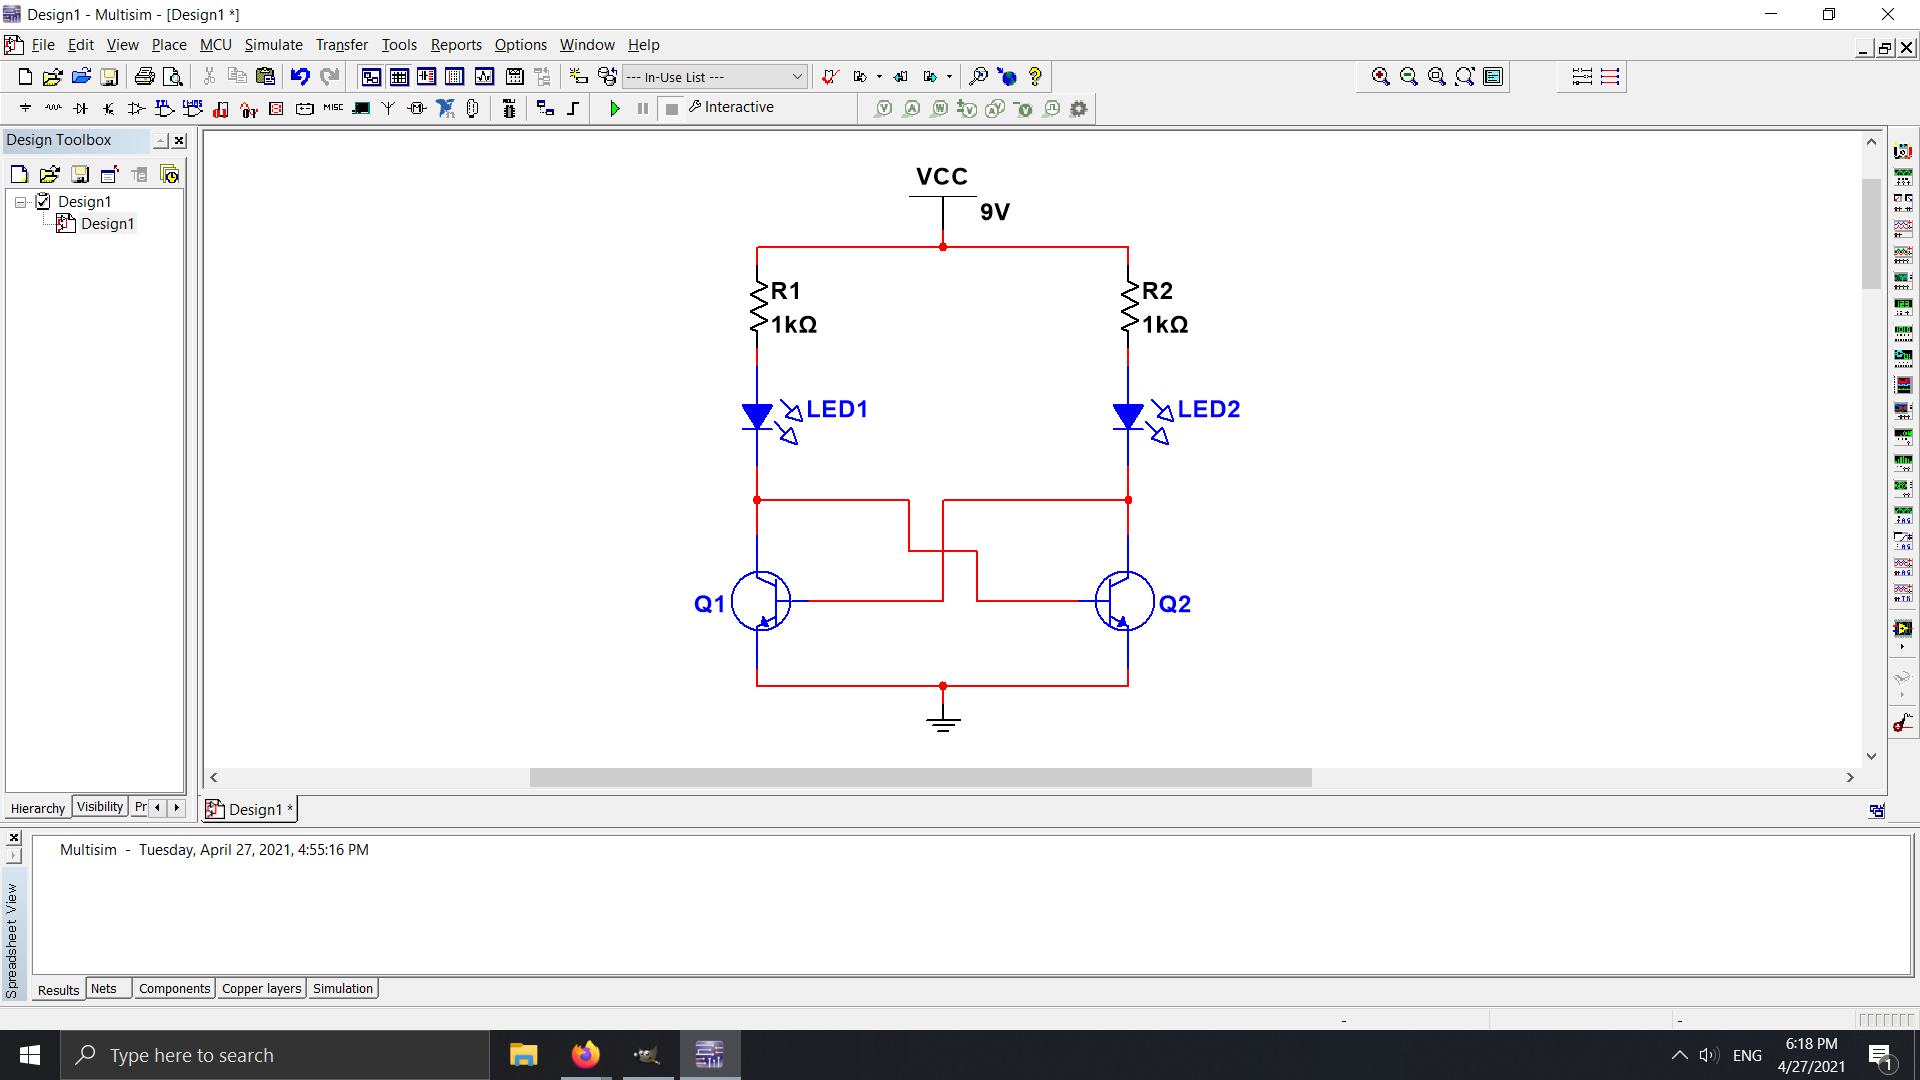 Design1 - Multisim - [Design1 *]
File Edit View Place MCU Simulate Transfer Tools Reports Options Window Help
--- In-Use List ---
MISC
Interactive
Design Toolbox
Design1
Design1
VCC
9V
R1
1kΩ
R2
1kΩ
LED1
LED2
Q1
Q2
Hierarchy Visibility Pr
Design1 *
Multisim - Tuesday, April 27, 2021, 4:55:16 PM
Spreadsheet View
Results Nets Components Copper layers Simulation
- -
Type here to search
ENG
6:18 PM
4/27/2021
1